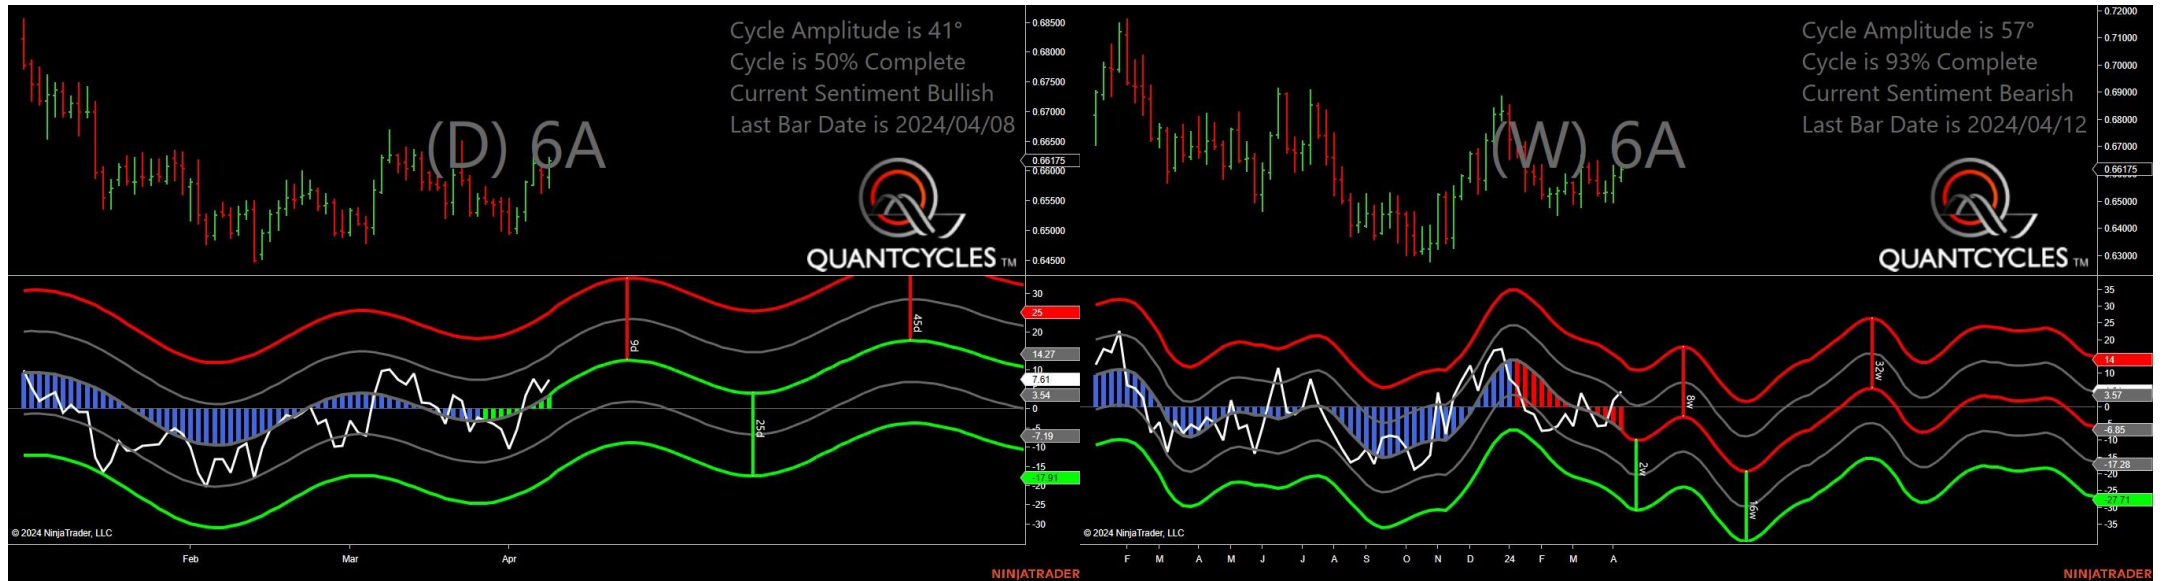 Cycle Amplitude is 41°
Cycle is 50% Complete
Current Sentiment Bullish
Last Bar Date is 2024/04/08
(D) 6A
QUANTCYCLES TM
0.68500
0.68000
0.67500
0.67000
0.66500
0.66175
0.66000
0.65500
0.65000
0.64500
9d
25d
45d
30
25
20
14.27
10
7.61
3.54
0
-5
-7.19
-10
-15
-17.91
-20
-25
-30
© 2024 NinjaTrader, LLC
Feb Mar Apr
NINJATRADER
Cycle Amplitude is 57°
Cycle is 93% Complete
Current Sentiment Bearish
Last Bar Date is 2024/04/12
(W) 6A
QUANTCYCLES TM
0.72000
0.71000
0.70000
0.69000
0.68000
0.67000
0.66175
0.65000
0.64000
0.63000
2w
8w
16w
32w
35
30
25
20
14
10
3.57
0
-5
-6.85
-10
-17.28
-20
-25
-27.71
-30
-35
© 2024 NinjaTrader, LLC
F M A M J J A S O N D 24 F M A
NINJATRADER